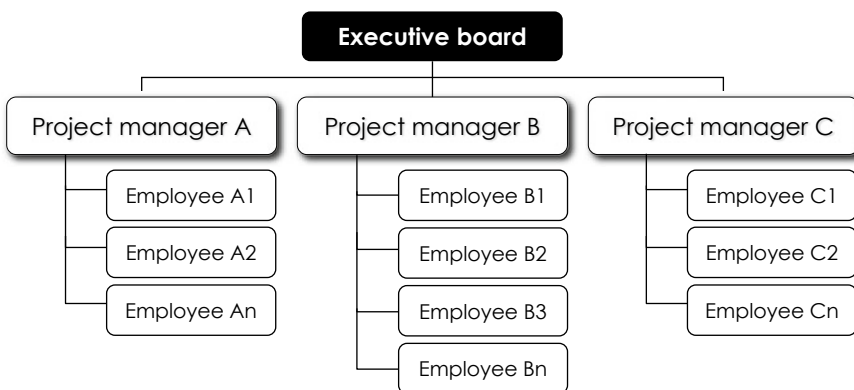 Executive board
Project manager A
Project manager B
Project manager C
Employee A1
Employee A2
Employee An
Employee B1
Employee B2
Employee B3
Employee Bn
Employee C1
Employee C2
Employee Cn